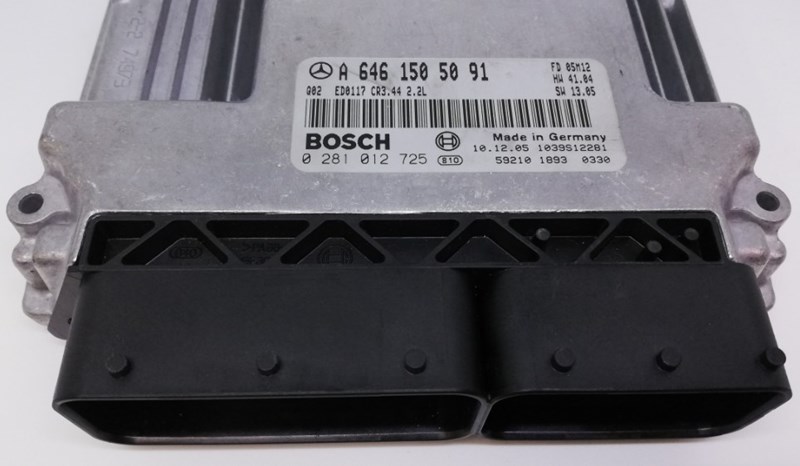 A 646 150 50 91
FD 05M12
HW 41.04
Q02 ED0117 CR3.44 2.2L
SW 13.05
BOSCH
Made in Germany
0 281 012 725 B10
10.12.05 1039S12281
59210 1893 0330